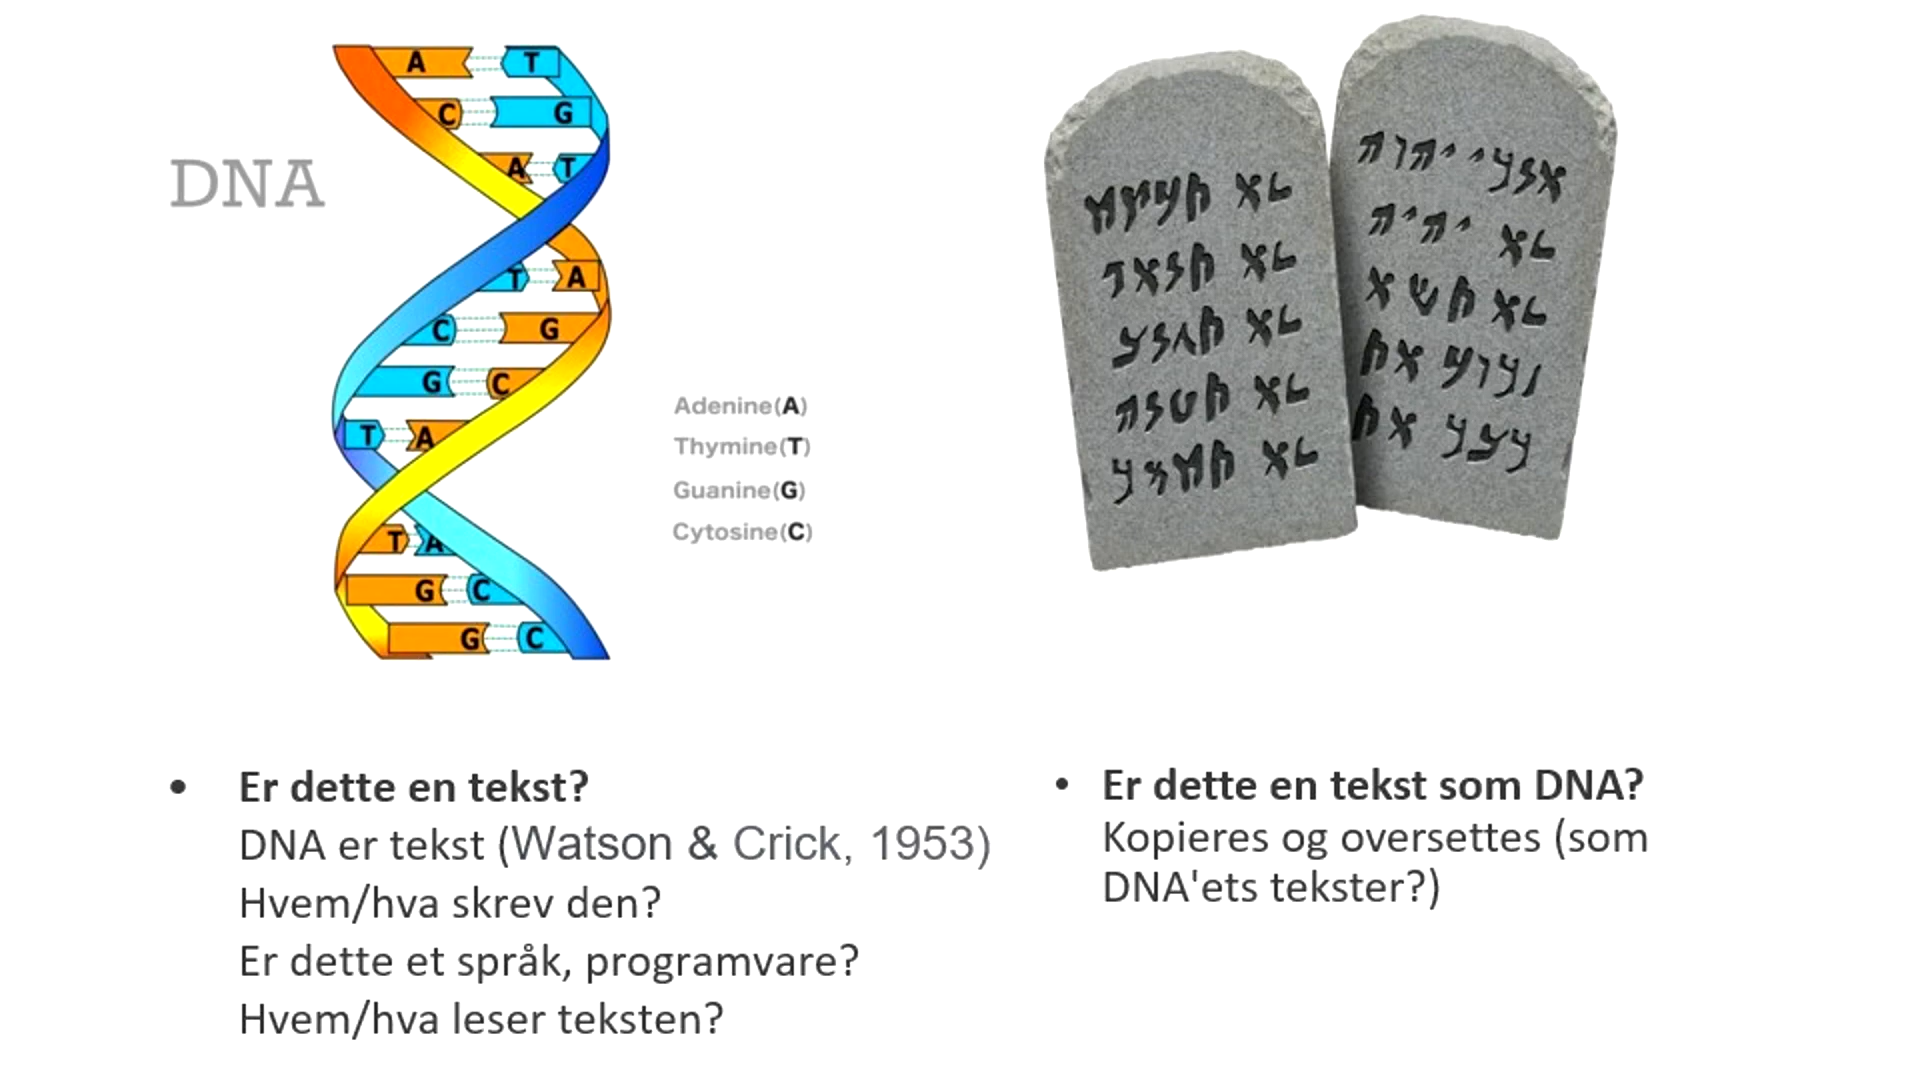 DNA
A T
C G
A T
T A
C G
G C
T A
T A
G C
G C
Adenine(A)
Thymine(T)
Guanine(G)
Cytosine(C)
• Er dette en tekst?
DNA er tekst (Watson & Crick, 1953)
Hvem/hva skrev den?
Er dette et språk, programvare?
Hvem/hva leser teksten?
• Er dette en tekst som DNA?
Kopieres og oversettes (som
DNA'ets tekster?)